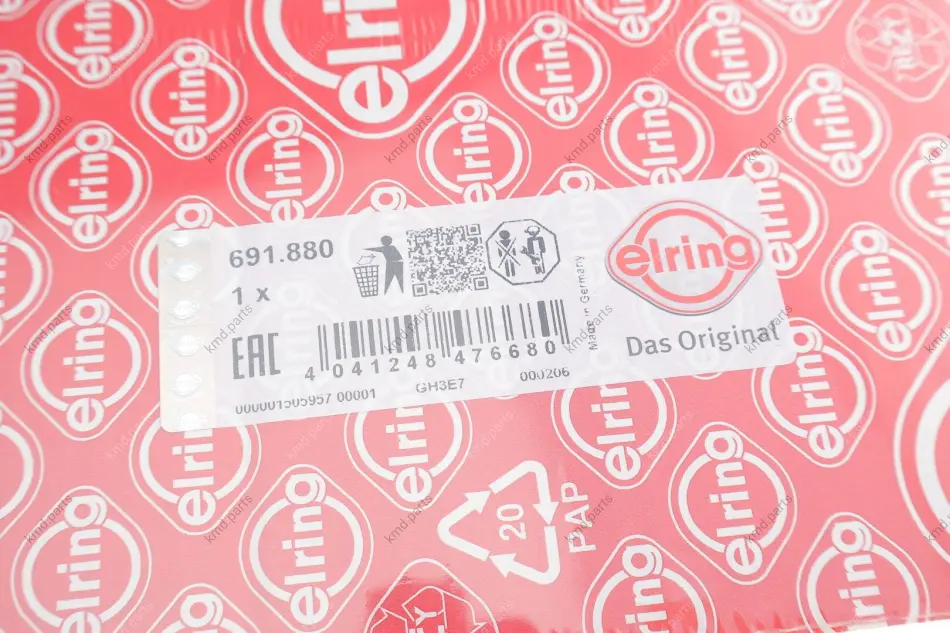 691.880
1 x
EAC
4 041248 476680
000001505957 00001
GH3E7
000206
Made in Germany
elring
Das Original
20
PAP
kmd.parts